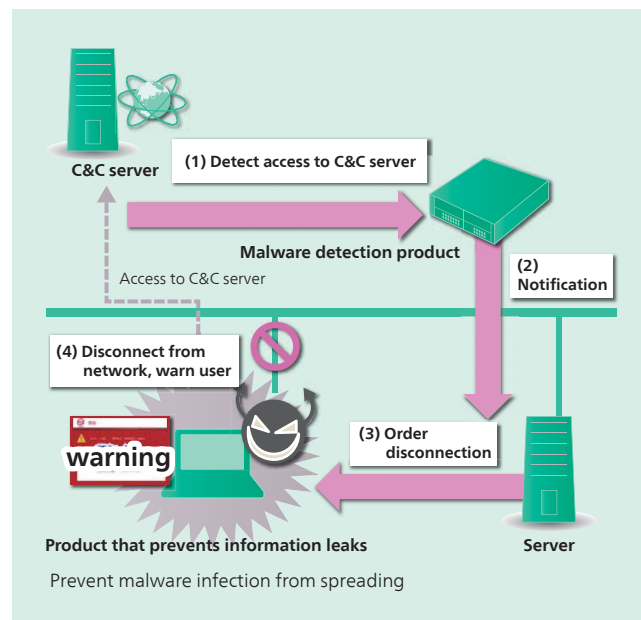 C&C server
(1) Detect access to C&C server
Malware detection product
(2)
Notification
Access to C&C server
(4) Disconnect from
network, warn user
warning
(3) Order
disconnection
Product that prevents information leaks
Server
Prevent malware infection from spreading